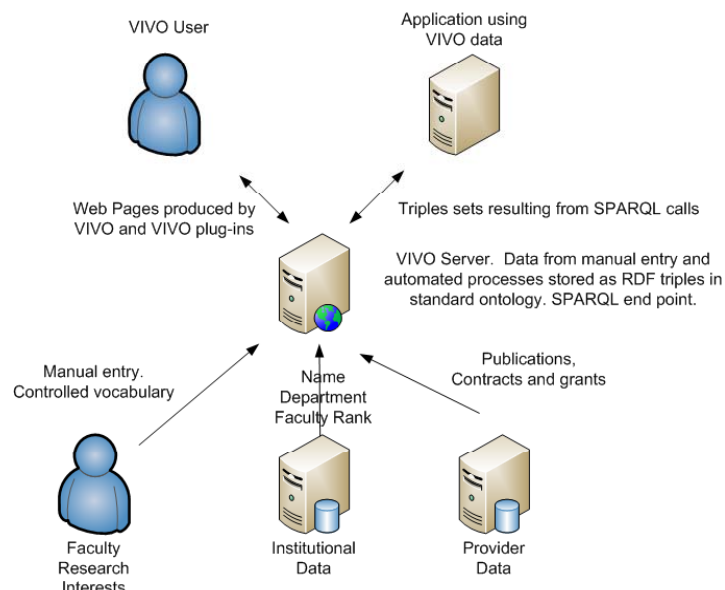 VIVO User
Application using
VIVO data
Web Pages produced by
VIVO and VIVO plug-ins
Triples sets resulting from SPARQL calls
VIVO Server. Data from manual entry and
automated processes stored as RDF triples in
standard ontology. SPARQL end point.
Manual entry.
Controlled vocabulary
Name
Department
Faculty Rank
Publications,
Contracts and grants
Faculty
Research
Interests
Institutional
Data
Provider
Data